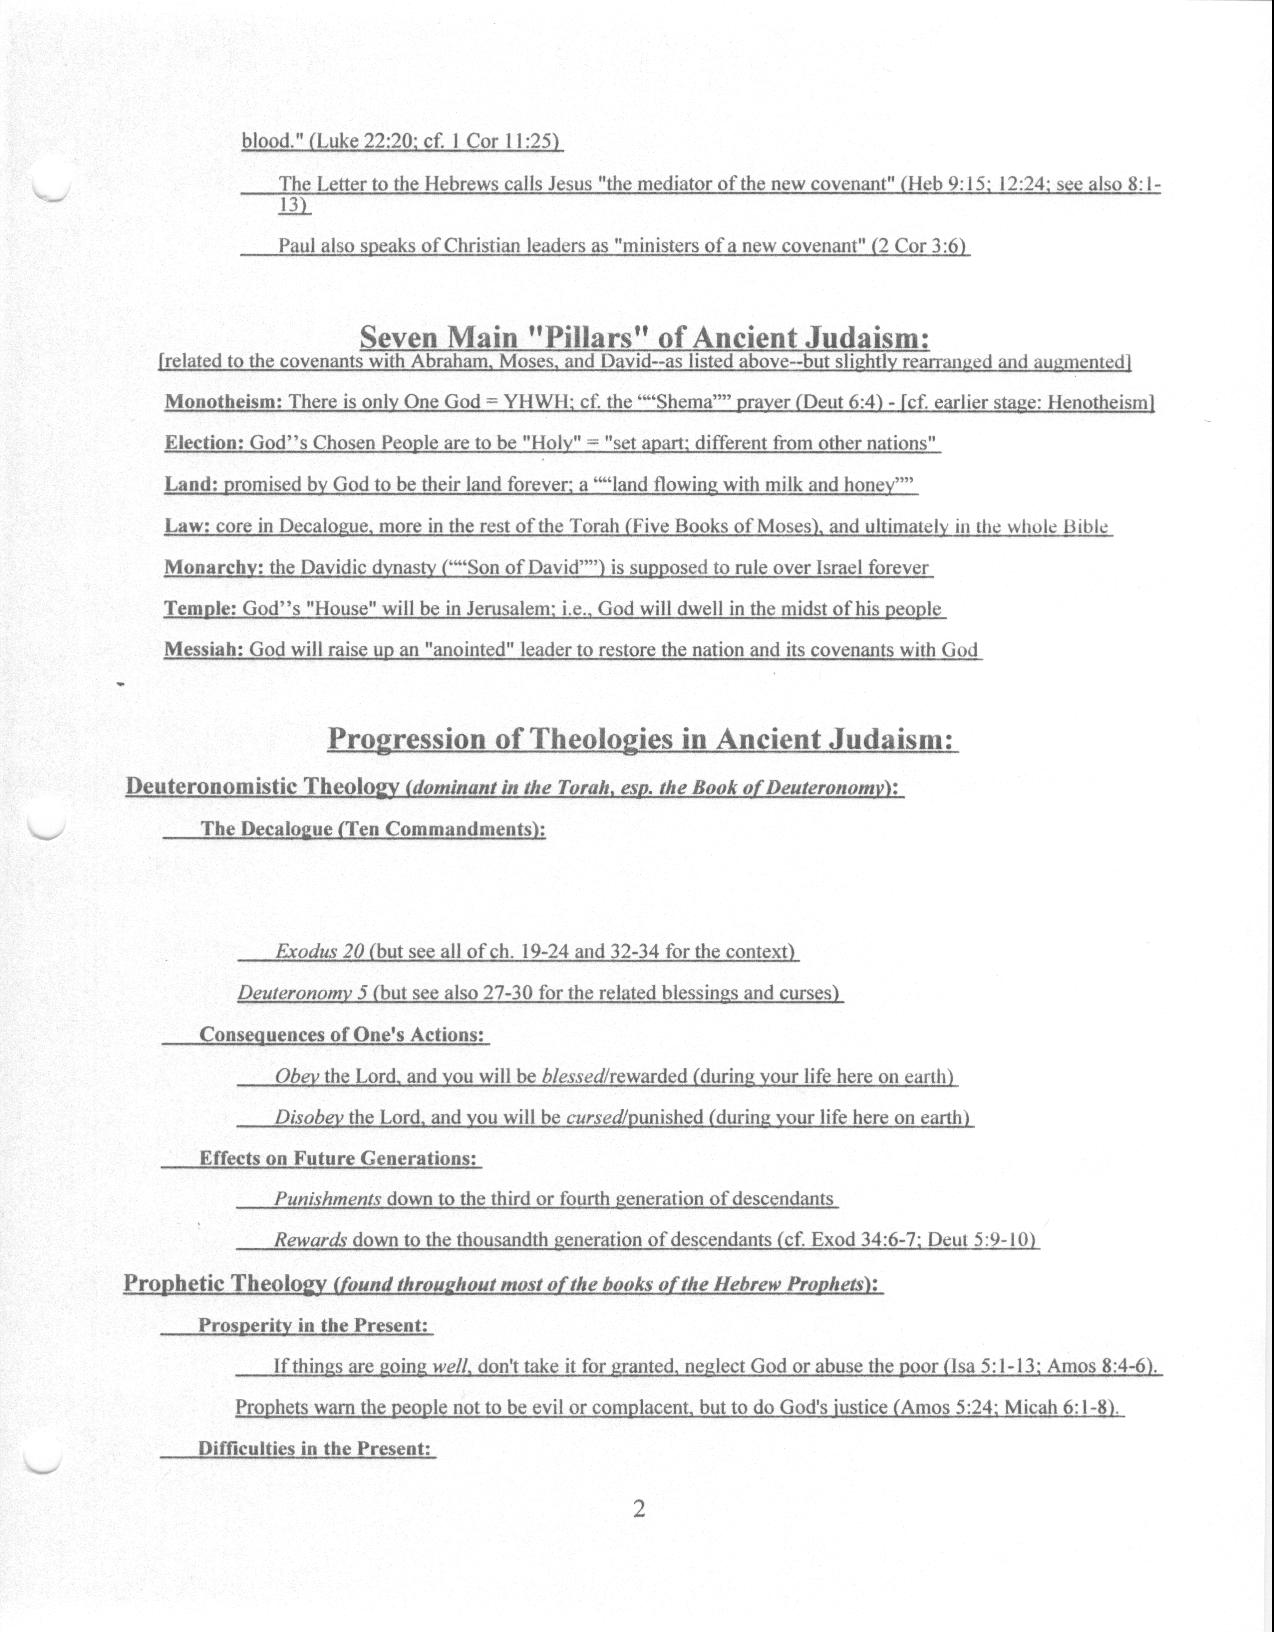 blood." (Luke 22:20; cf. 1 Cor 11:25)
The Letter to the Hebrews calls Jesus "the mediator of the new covenant" (Heb 9:15; 12:24; see also 8:1-
13)
Paul also speaks of Christian leaders as "ministers of a new covenant" (2 Cor 3:6)
Seven Main "Pillars" of Ancient Judaism:
[related to the covenants with Abraham, Moses, and David--as listed above--but slightly rearranged and augmented]
Monotheism: There is only One God = YHWH; cf. the ““Shema”” prayer (Deut 6:4) - [cf. earlier stage: Henotheism]
Election: God’’s Chosen People are to be "Holy" = "set apart; different from other nations"
Land: promised by God to be their land forever; a ““land flowing with milk and honey””
Law: core in Decalogue, more in the rest of the Torah (Five Books of Moses), and ultimately in the whole Bible
Monarchy: the Davidic dynasty (““Son of David””) is supposed to rule over Israel forever
Temple: God’’s "House" will be in Jerusalem; i.e., God will dwell in the midst of his people
Messiah: God will raise up an "anointed" leader to restore the nation and its covenants with God
Progression of Theologies in Ancient Judaism:
Deuteronomistic Theology (dominant in the Torah, esp. the Book of Deuteronomy):
The Decalogue (Ten Commandments):
Exodus 20 (but see all of ch. 19-24 and 32-34 for the context)
Deuteronomy 5 (but see also 27-30 for the related blessings and curses)
Consequences of One's Actions:
Obey the Lord, and you will be blessed/rewarded (during your life here on earth)
Disobey the Lord, and you will be cursed/punished (during your life here on earth)
Effects on Future Generations:
Punishments down to the third or fourth generation of descendants
Rewards down to the thousandth generation of descendants (cf. Exod 34:6-7; Deut 5:9-10)
Prophetic Theology (found throughout most of the books of the Hebrew Prophets):
Prosperity in the Present:
If things are going well, don't take it for granted, neglect God or abuse the poor (Isa 5:1-13; Amos 8:4-6).
Prophets warn the people not to be evil or complacent, but to do God's justice (Amos 5:24; Micah 6:1-8).
Difficulties in the Present:
2